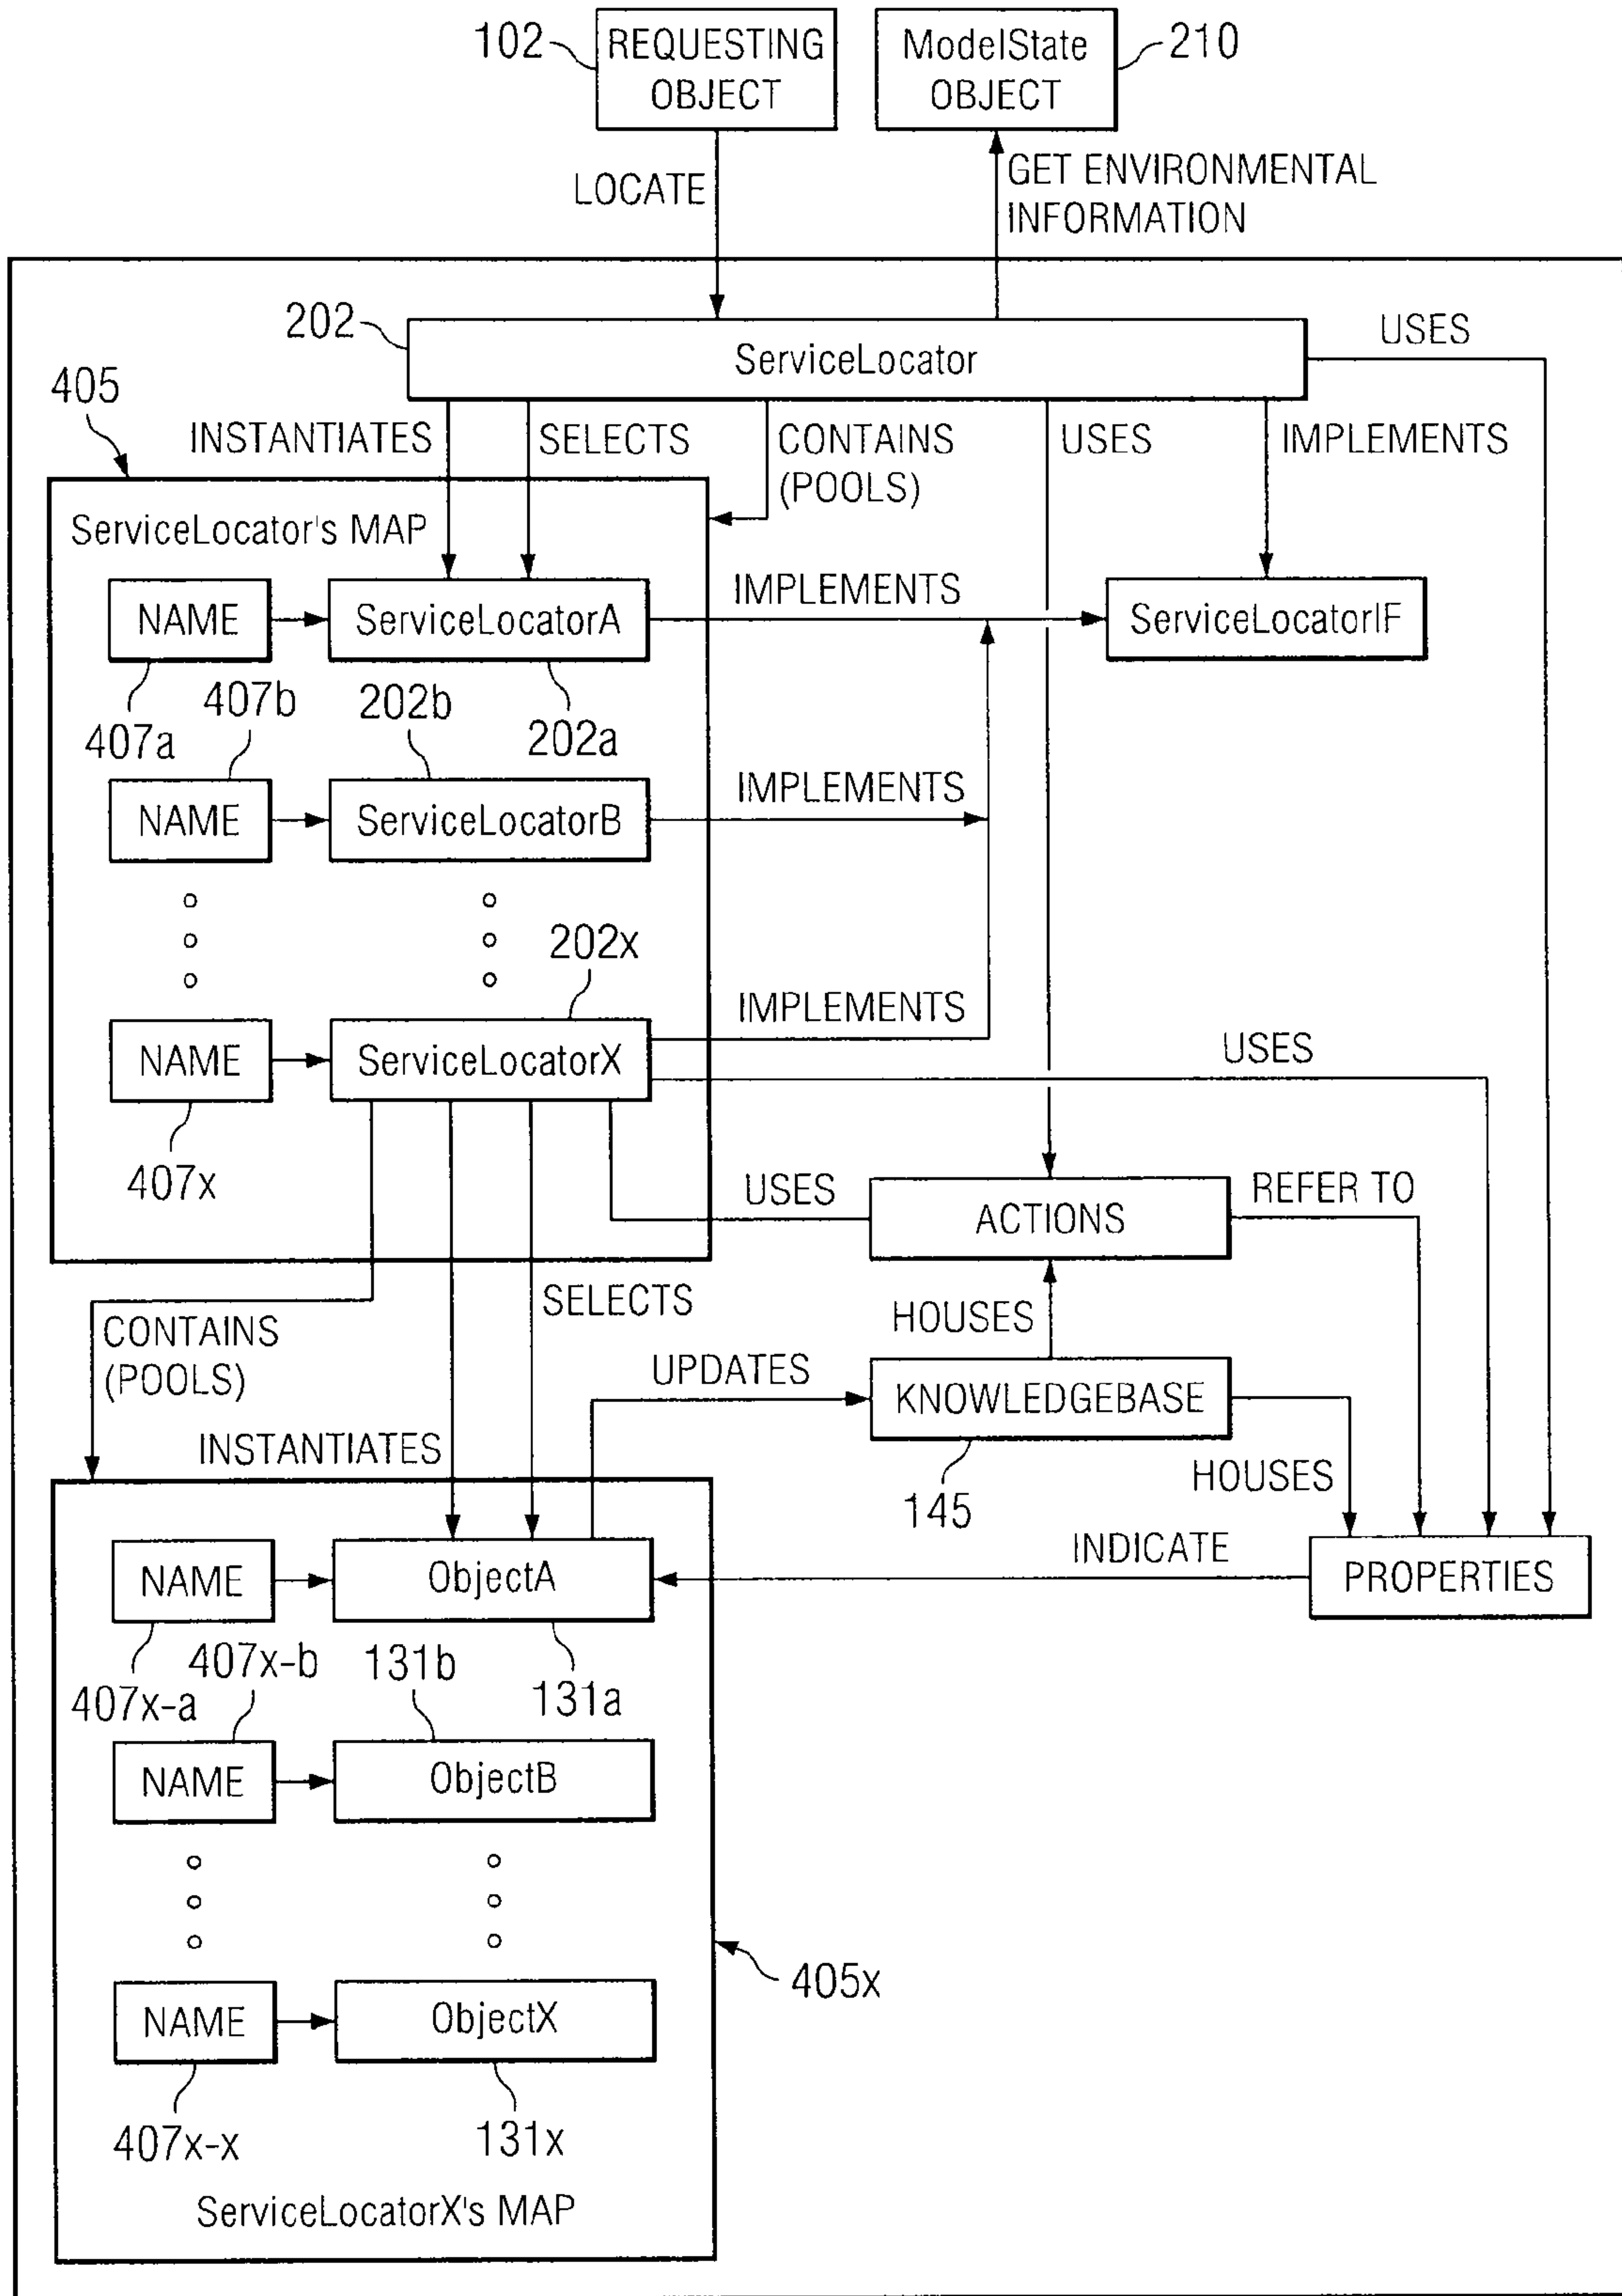 102
REQUESTING
OBJECT
ModelState
OBJECT
210
LOCATE
GET ENVIRONMENTAL
INFORMATION
202
ServiceLocator
USES
405
INSTANTIATES
SELECTS
CONTAINS
(POOLS)
USES
IMPLEMENTS
ServiceLocator's MAP
NAME
ServiceLocatorA
IMPLEMENTS
ServiceLocatorIF
407a
407b
202b
202a
NAME
ServiceLocatorB
IMPLEMENTS
202x
NAME
ServiceLocatorX
IMPLEMENTS
USES
407x
USES
ACTIONS
REFER TO
CONTAINS
(POOLS)
SELECTS
HOUSES
UPDATES
KNOWLEDGEBASE
INSTANTIATES
145
HOUSES
NAME
ObjectA
INDICATE
PROPERTIES
407x-a
407x-b
131b
131a
NAME
ObjectB
405x
NAME
ObjectX
407x-x
131x
ServiceLocatorX's MAP